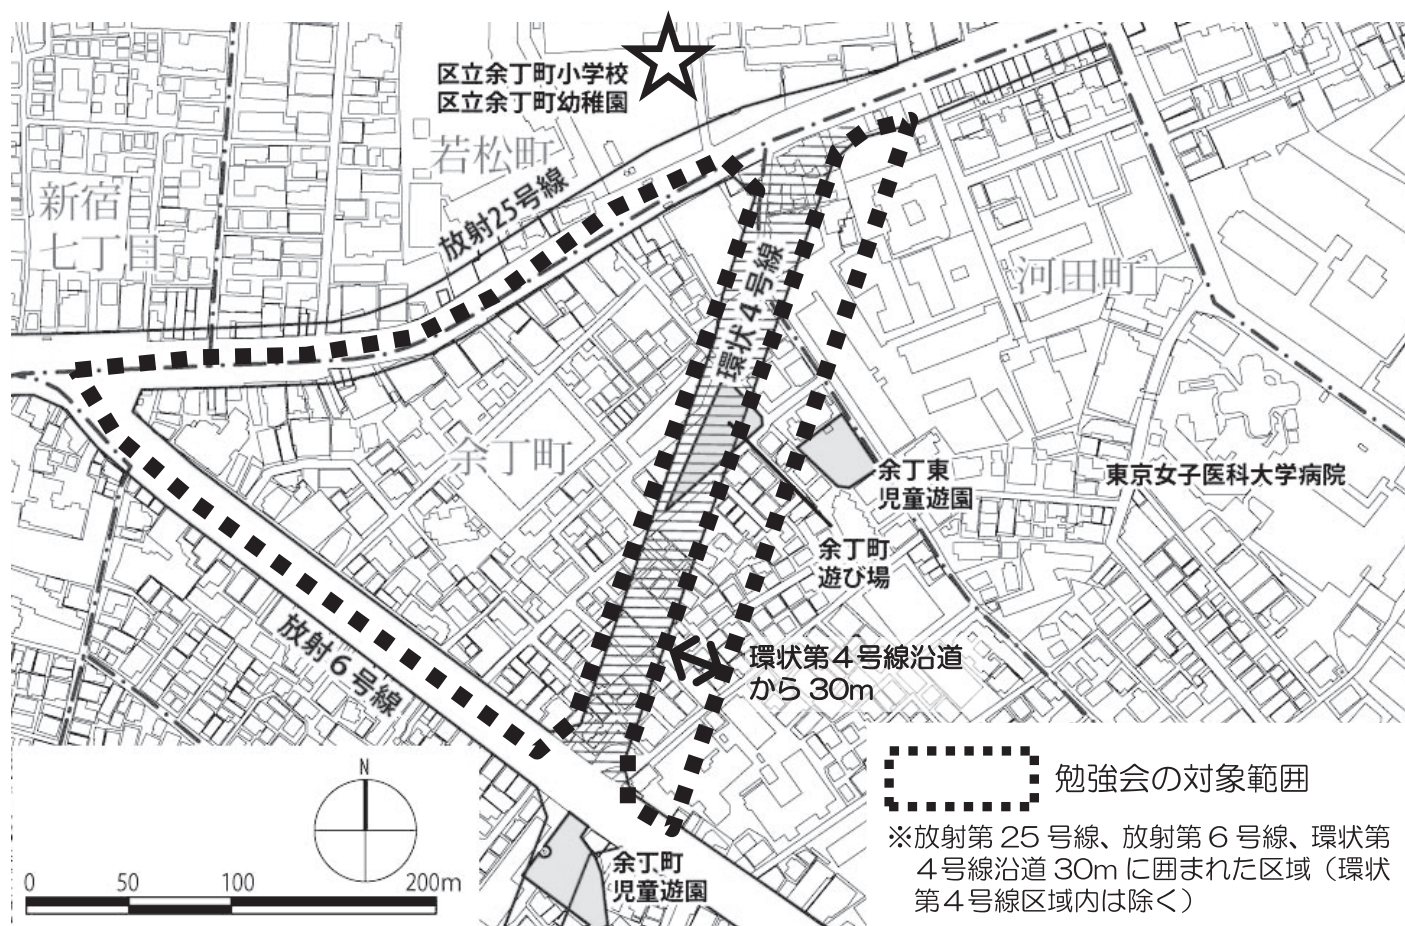 区立余丁町小学校
区立余丁町幼稚園
若松町
新宿
七丁目
放射25号線
環状4号線
河田町
余丁町
余丁東
児童遊園
東京女子医科大学病院
余丁町
遊び場
放射6号線
環状第4号線沿道
から 30m
N
0 50 100 200m
余丁町
児童遊園
勉強会の対象範囲
※放射第 25 号線、放射第 6 号線、環状第
4号線沿道 30m に囲まれた区域（環状
第4号線区域内は除く）